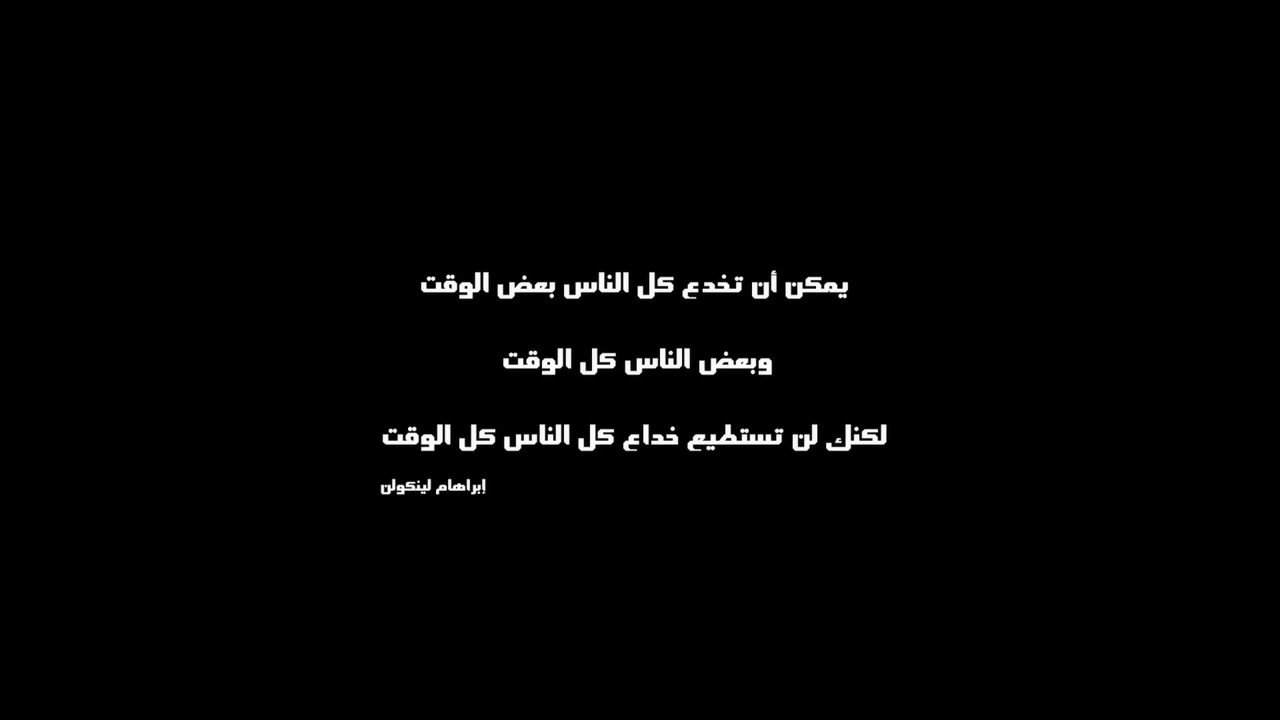 يمكن أن تخدع كل الناس بعض الوقت
وبعض الناس كل الوقت
لكنك لن تستطيع خداع كل الناس كل الوقت
إبراهام لينكولن